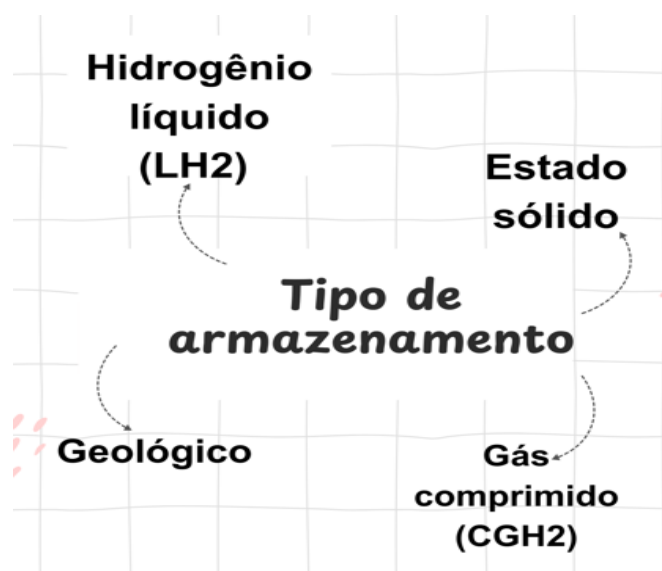 Hidrogênio
líquido
(LH2)
Estado
sólido
Tipo de
armazenamento
Geológico
Gás
comprimido
(CGH2)